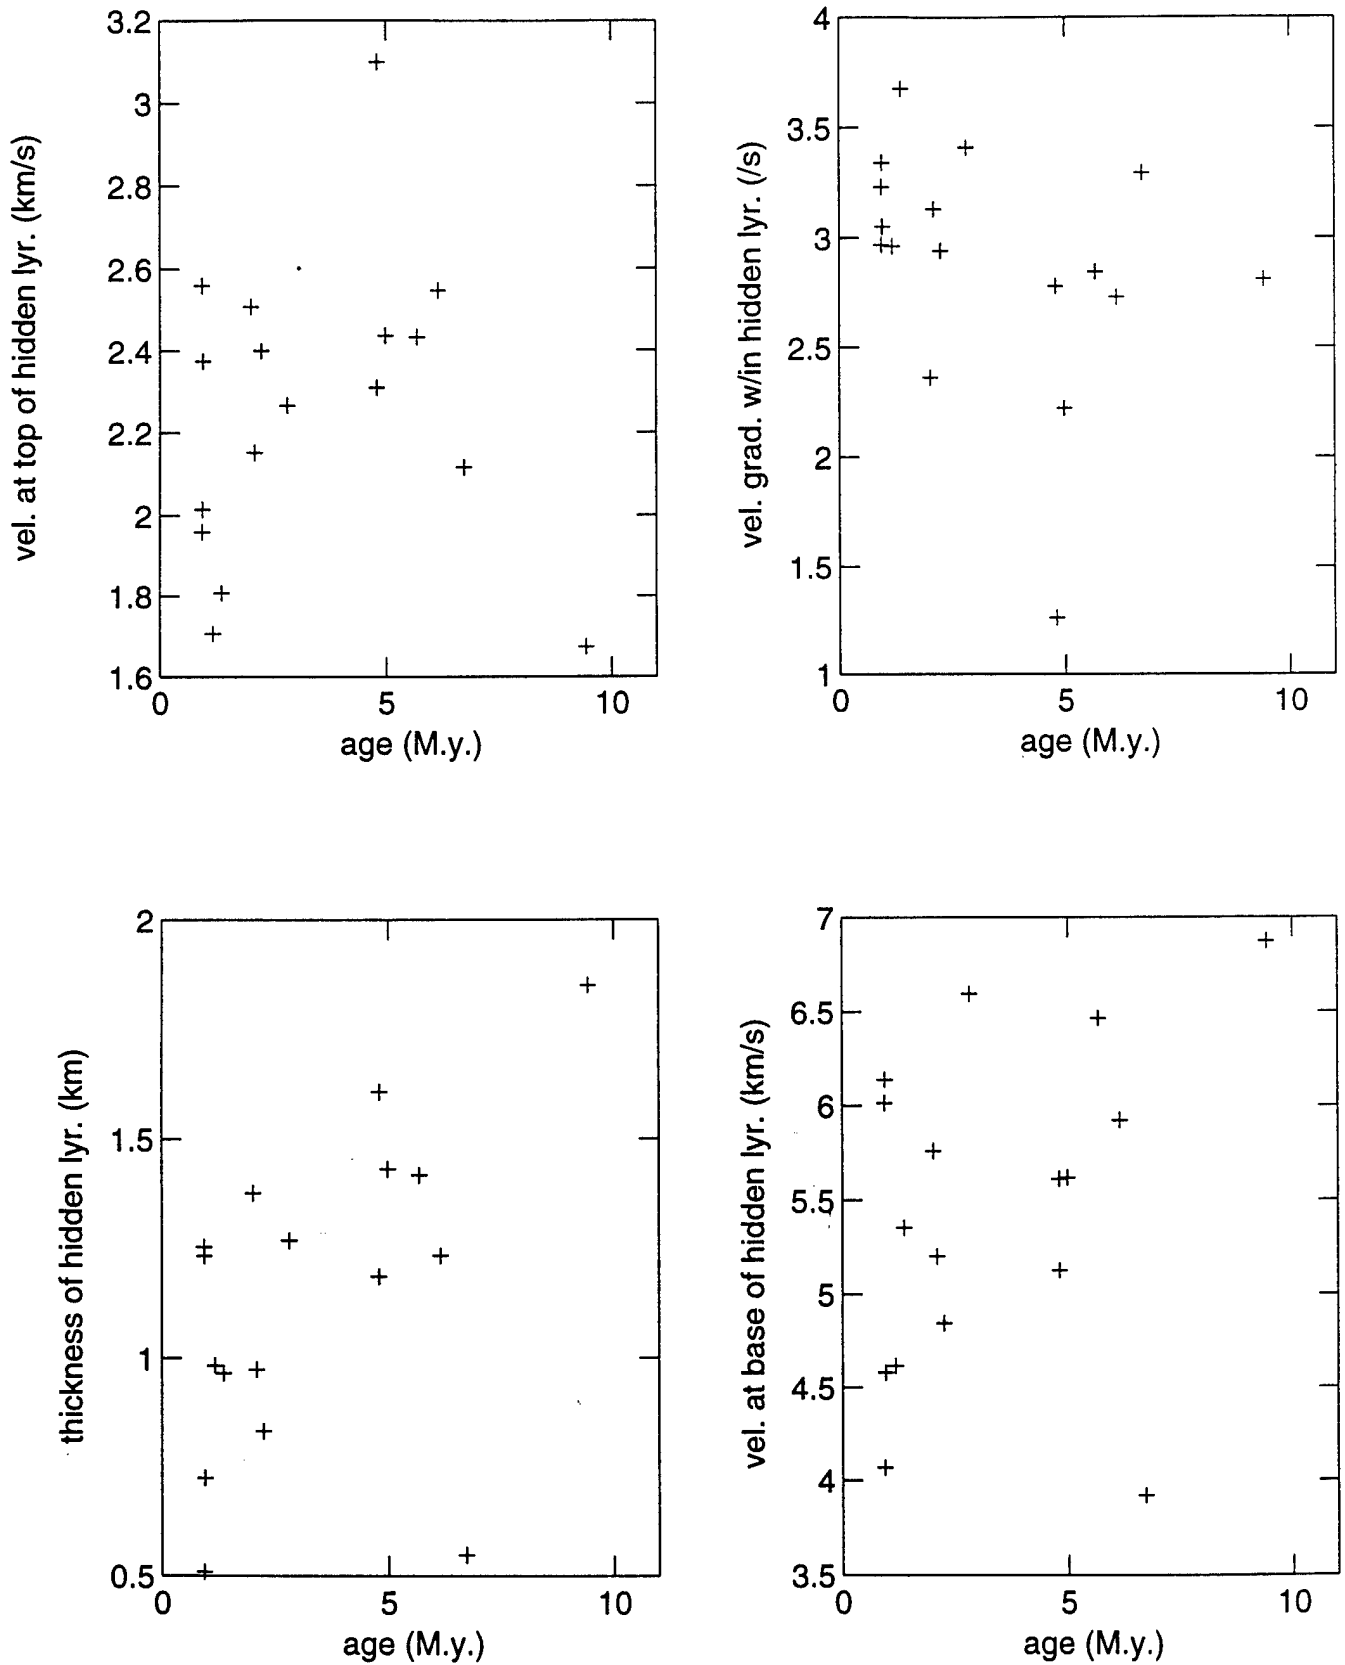 3.2
3
2.8
2.6
2.4
2.2
2
1.8
1.6
0 5 10
vel. at top of hidden lyr. (km/s)
age (M.y.)
4
3.5
3
2.5
2
1.5
1
0 5 10
vel. grad. w/in hidden lyr. (/s)
age (M.y.)
2
1.5
1
0.5
0 5 10
thickness of hidden lyr. (km)
age (M.y.)
7
6.5
6
5.5
5
4.5
4
3.5
0 5 10
vel. at base of hidden lyr. (km/s)
age (M.y.)